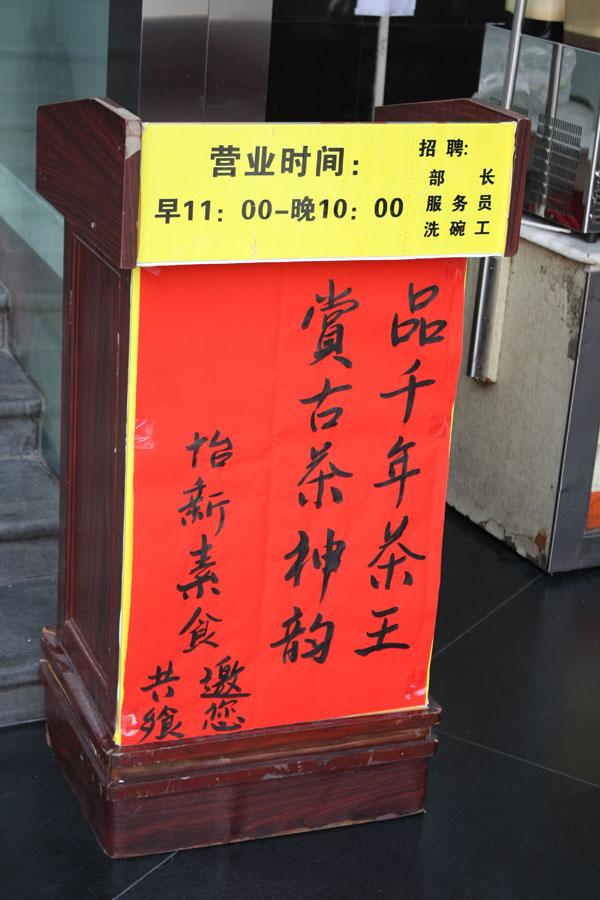 营业时间：
早11：00-晚10：00
招聘:
部长
服务员
洗碗工
品千年茶王
赏古茶神韵
怡新素食
邀您
共飨